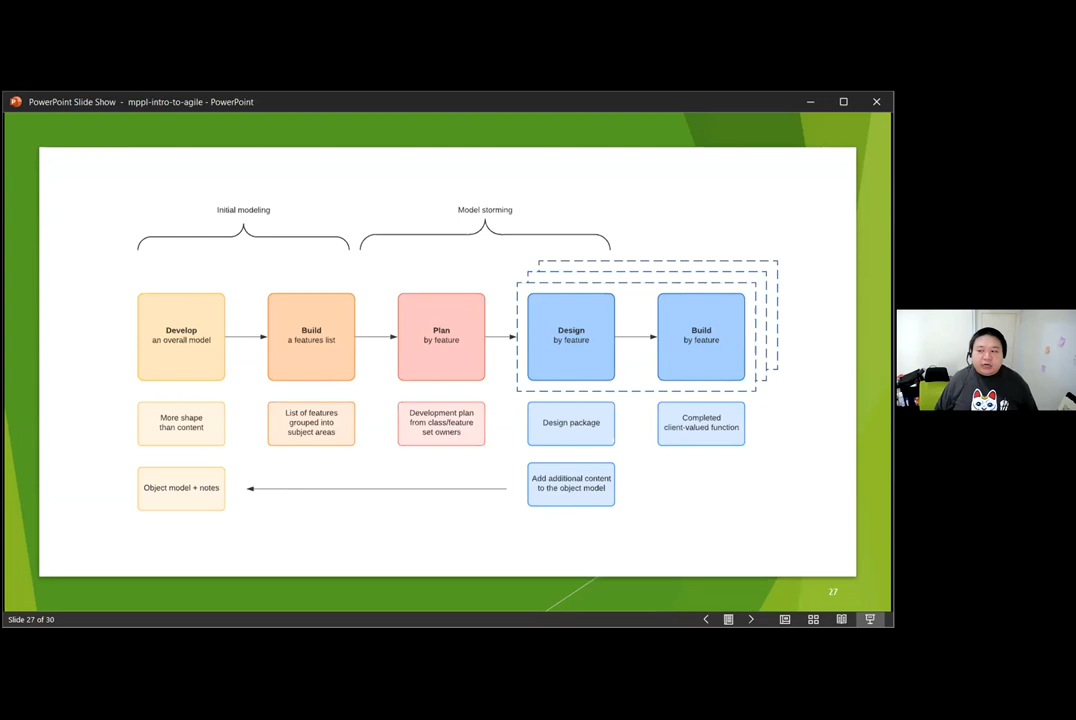 PowerPoint Slide Show - mppl-intro-to-agile - PowerPoint
Initial modeling
Model storming
Develop
an overall model
Build
a features list
Plan
by feature
Design
by feature
Build
by feature
More shape
than content
List of features
grouped into
subject areas
Development plan
from class/feature
set owners
Design package
Completed
client-valued function
Object model + notes
Add additional content
to the object model
27
Slide 27 of 30